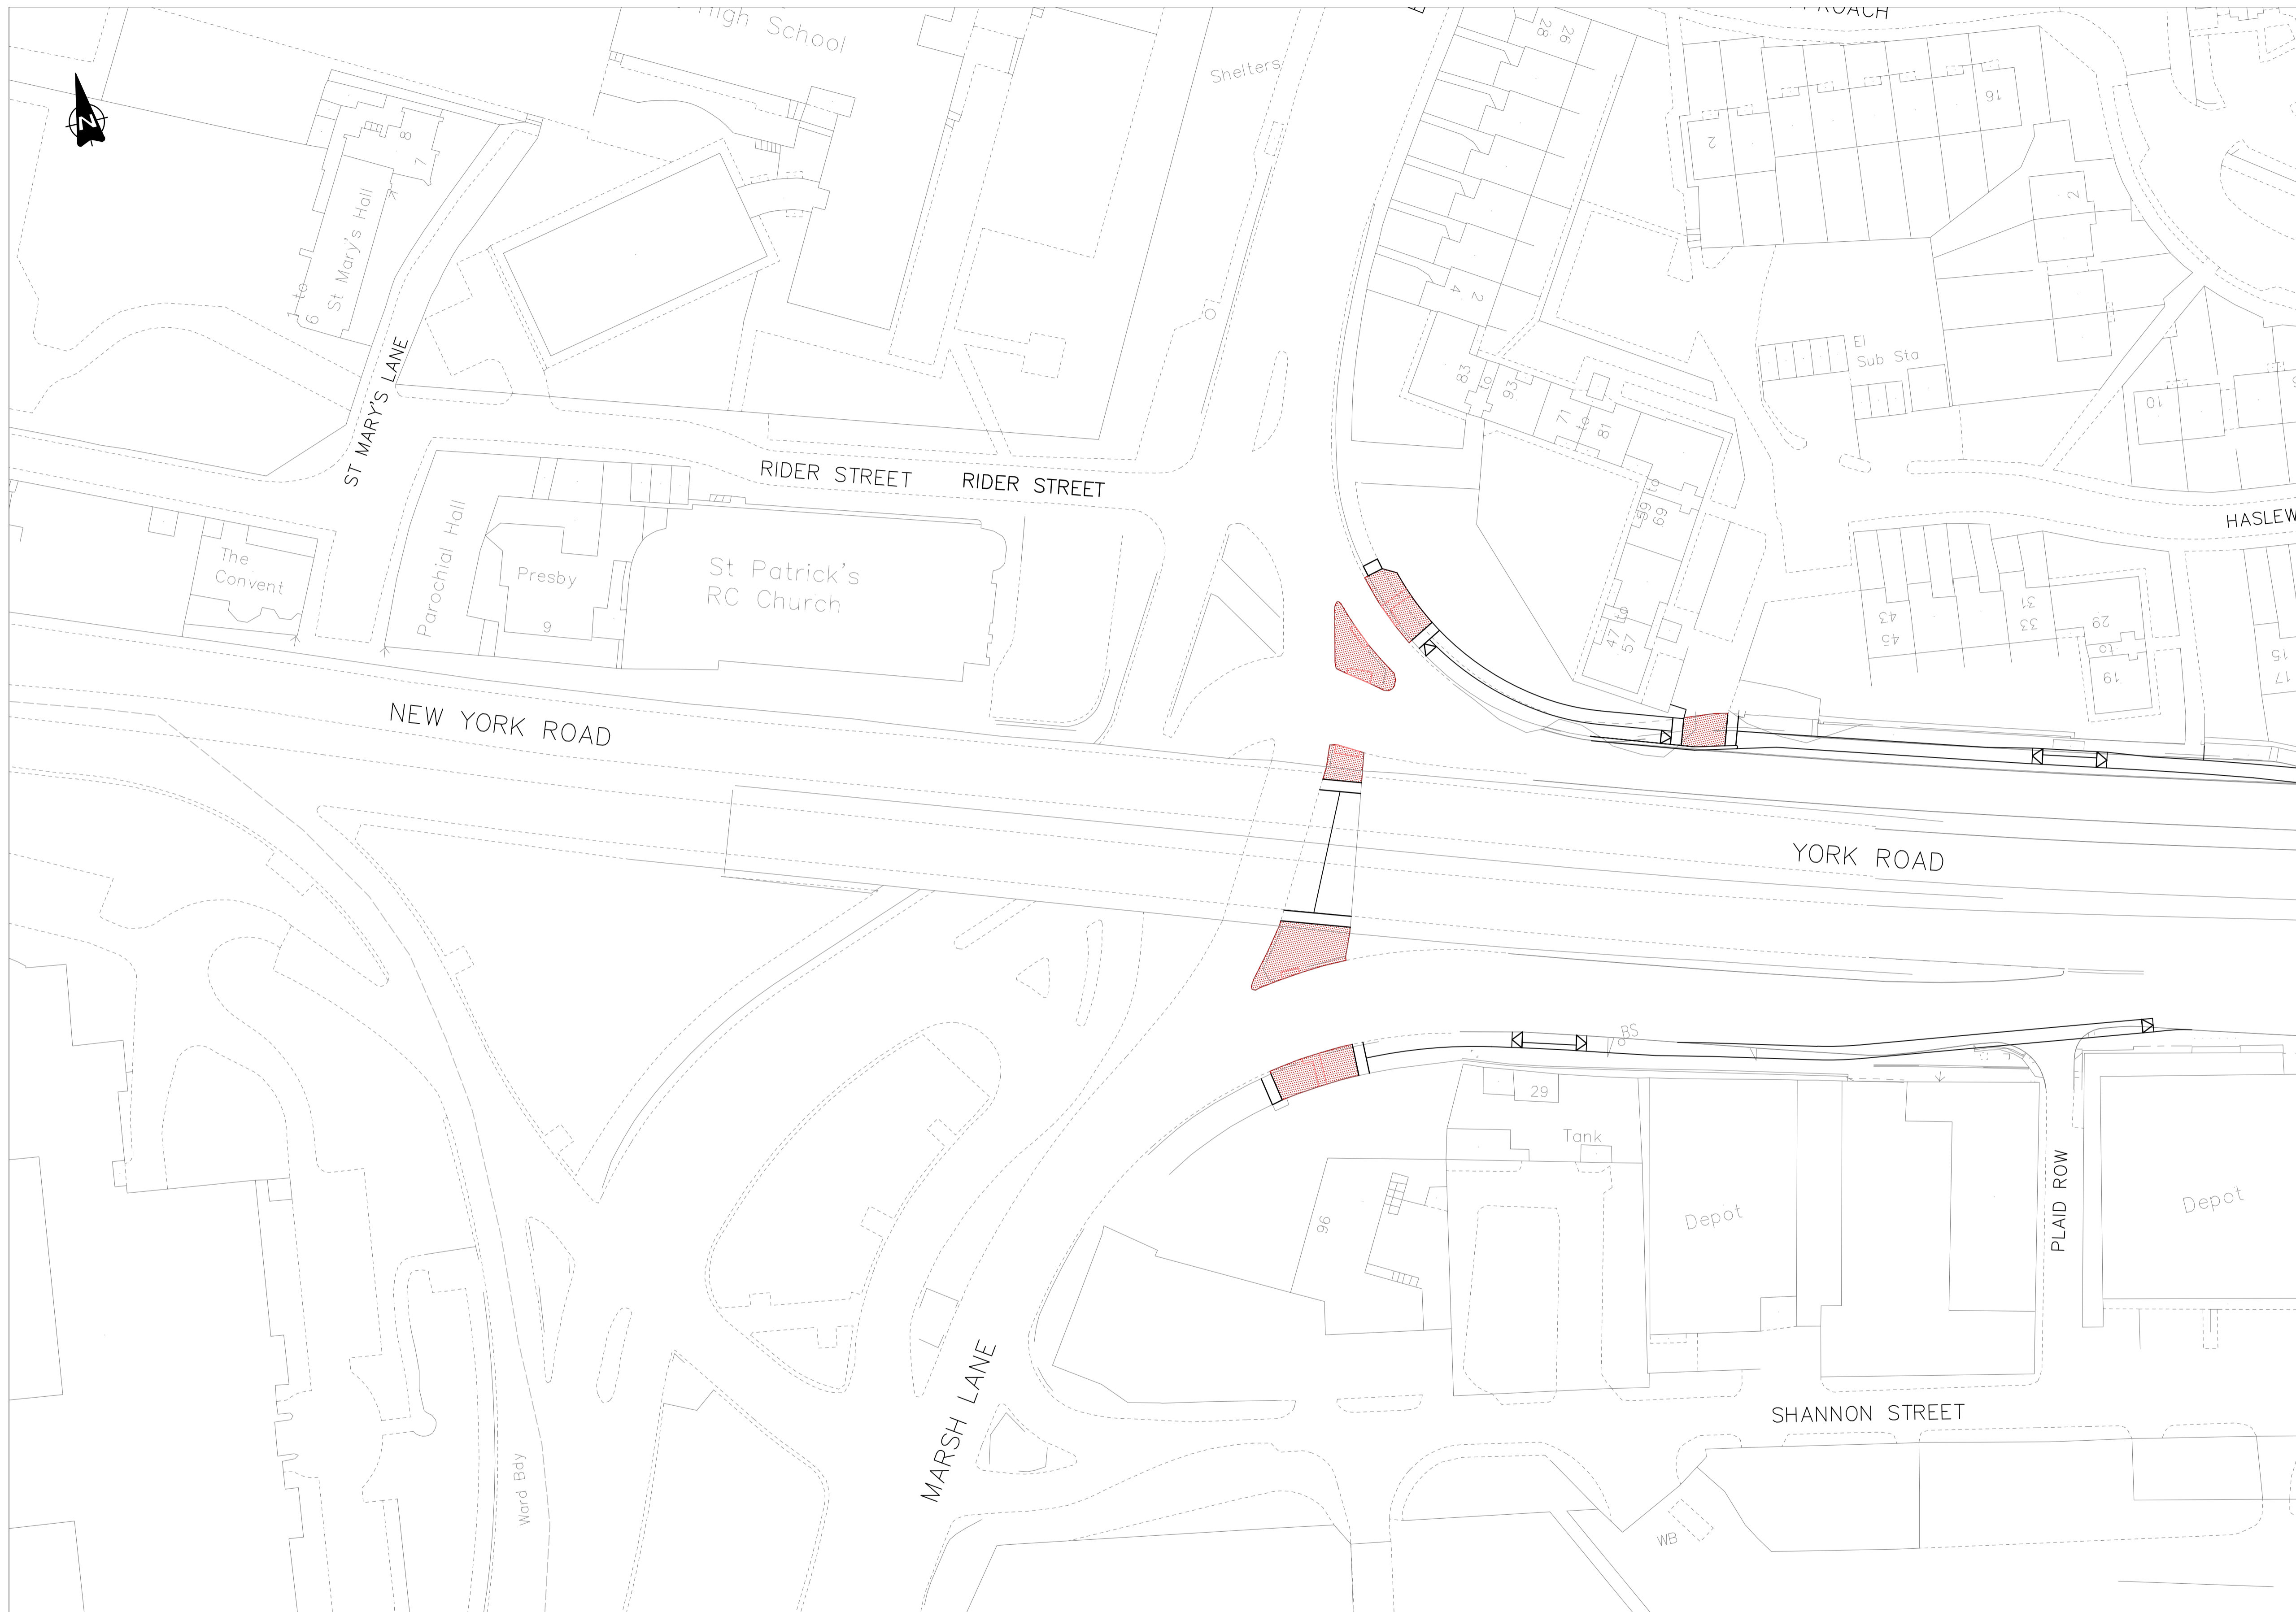 High School
Shelters
28
26
16
2
2
N
8
7
St Mary's Hall
1 to
6
ST MARY'S LANE
4
2
El
Sub Sta
83
to
93
71
to
81
10
RIDER STREET
RIDER STREET
59 to
69
HASLEW
The
Convent
Parochial Hall
Presby
9
St Patrick's
RC Church
47 to
57
43
45
31
33
29
to
19
15
17
NEW YORK ROAD
YORK ROAD
BS
29
Tank
96
Depot
PLAID ROW
Depot
MARSH LANE
SHANNON STREET
Ward Bdy
WB